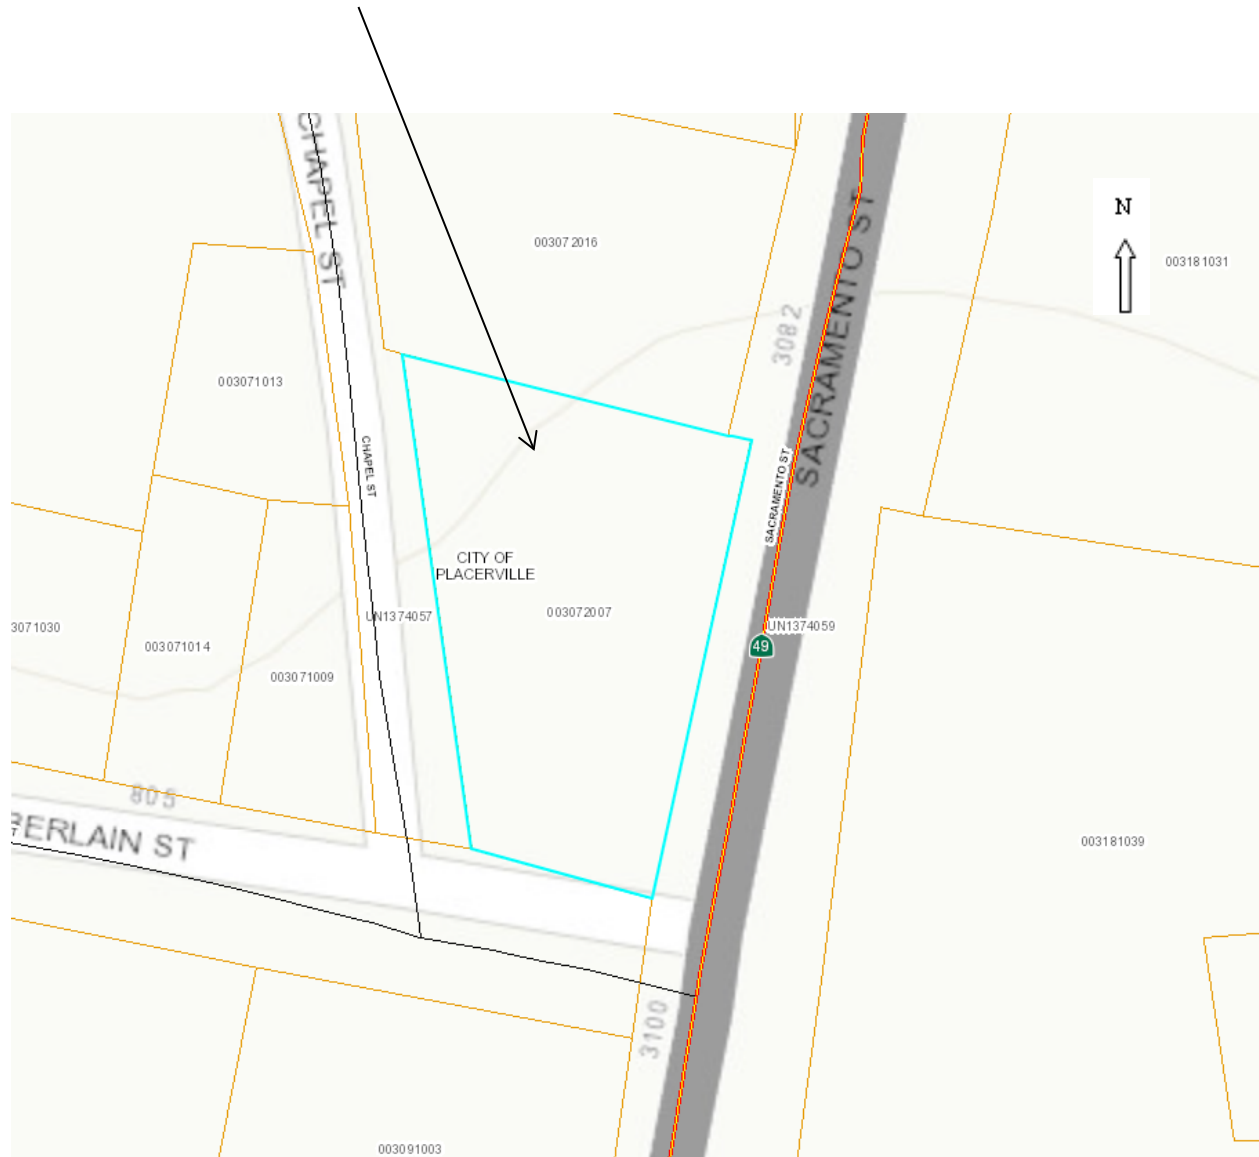 CHAPEL ST
N
SACRAMENTO ST
003072016
003181031
3082
003071013
CHAPEL ST
SACRAMENTO ST
CITY OF
PLACERVILLE
003072007
UN1374057
UN1374059
3071030
003071014
49
003071009
805
BERLAIN ST
003181039
3100
003091003